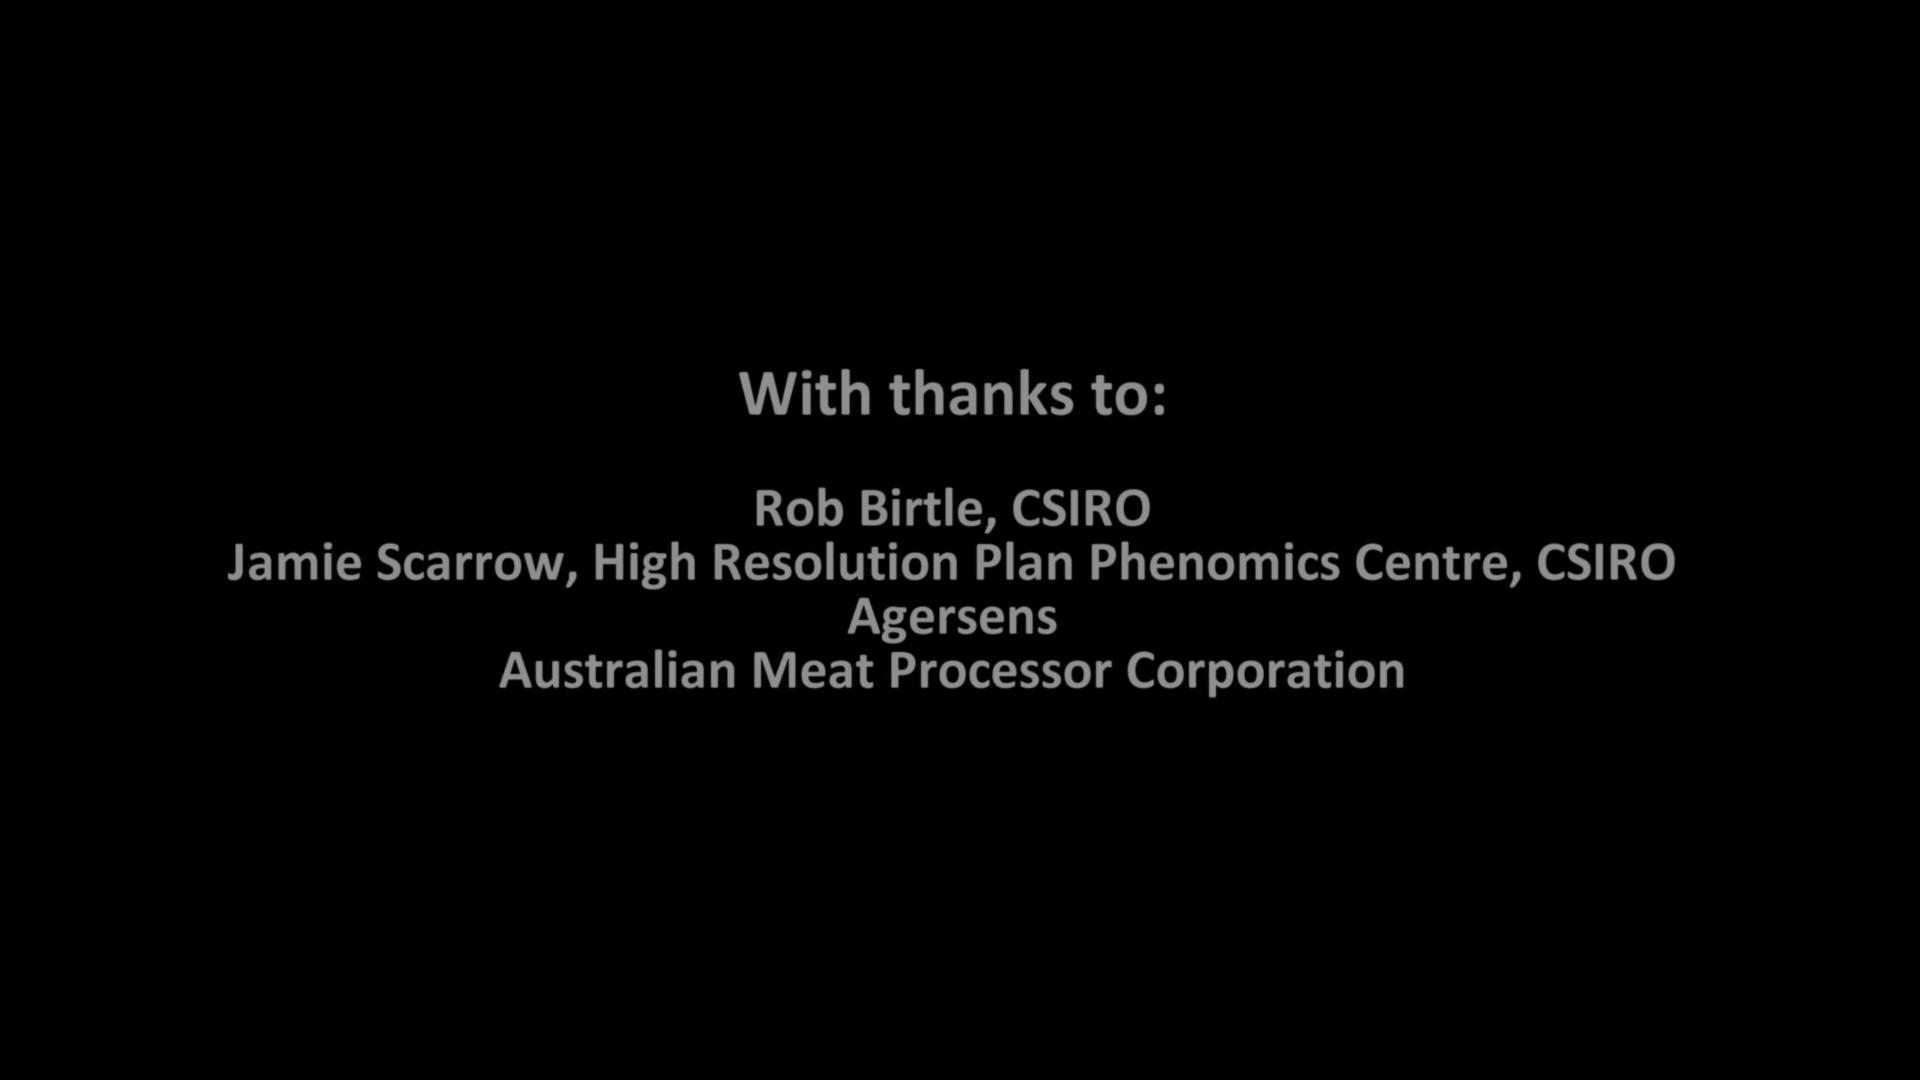 With thanks to:
Rob Birtle, CSIRO
Jamie Scarrow, High Resolution Plan Phenomics Centre, CSIRO
Agersens
Australian Meat Processor Corporation